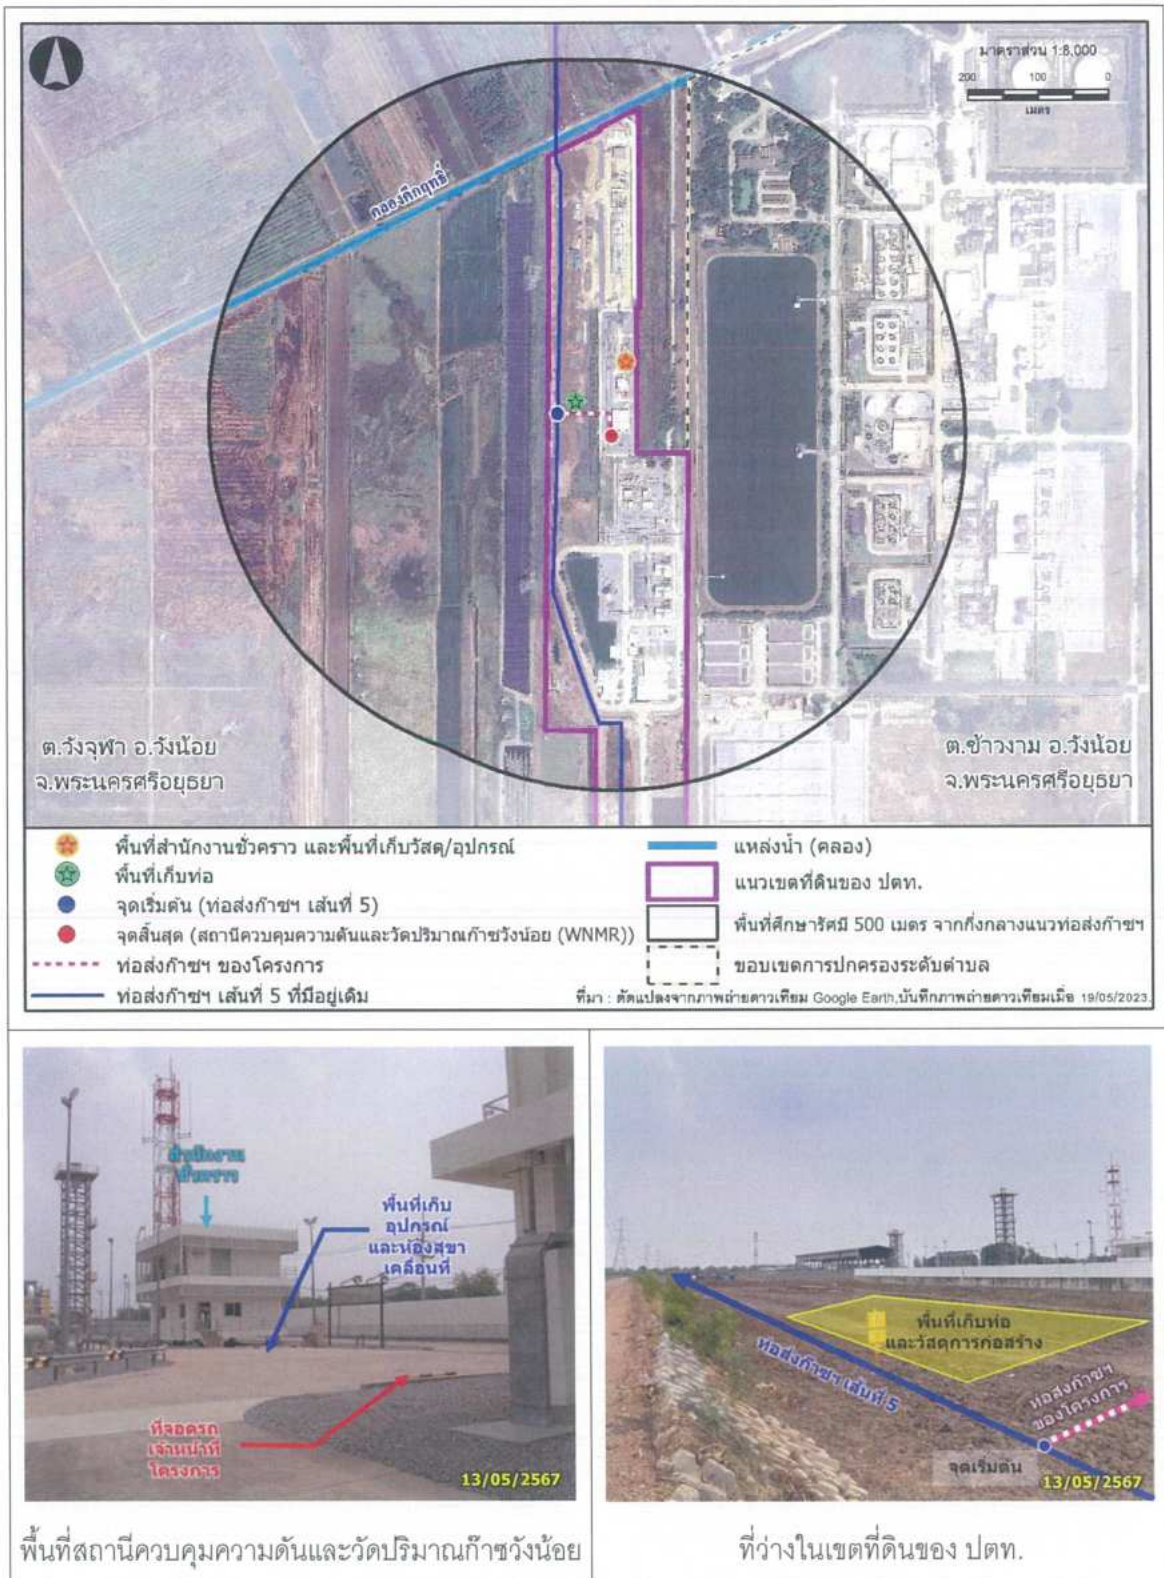 มาตราส่วน 1:8,000
200 100 0
เมตร
คลองคึกฤทธิ์
ต.วังจุฬา อ.วังน้อย
จ.พระนครศรีอยุธยา
ต.ข้าวงาม อ.วังน้อย
จ.พระนครศรีอยุธยา
พื้นที่สำนักงานชั่วคราว และพื้นที่เก็บวัสดุ/อุปกรณ์
พื้นที่เก็บท่อ
จุดเริ่มต้น (ท่อส่งก๊าซฯ เส้นที่ 5)
จุดสิ้นสุด (สถานีควบคุมความดันและวัดปริมาณก๊าซวังน้อย (WNMR))
ท่อส่งก๊าซฯ ของโครงการ
ท่อส่งก๊าซฯ เส้นที่ 5 ที่มีอยู่เดิม
แหล่งน้ำ (คลอง)
แนวเขตที่ดินของ ปตท.
พื้นที่ศึกษารัศมี 500 เมตร จากกึ่งกลางแนวท่อส่งก๊าซฯ
ขอบเขตการปกครองระดับตำบล
ที่มา : ดัดแปลงจากภาพถ่ายดาวเทียม Google Earth,บันทึกภาพถ่ายดาวเทียมเมื่อ 19/05/2023.
สำนักงาน
ชั่วคราว
พื้นที่เก็บ
อุปกรณ์
และห้องสุขา
เคลื่อนที่
ที่จอดรถ
เจ้าหน้าที่
โครงการ
13/05/2567
พื้นที่เก็บท่อ
และวัสดุการก่อสร้าง
ท่อส่งก๊าซฯ เส้นที่ 5
ท่อส่งก๊าซฯ
ของโครงการ
จุดเริ่มต้น
13/05/2567
พื้นที่สถานีควบคุมความดันและวัดปริมาณก๊าซวังน้อย
ที่ว่างในเขตที่ดินของ ปตท.